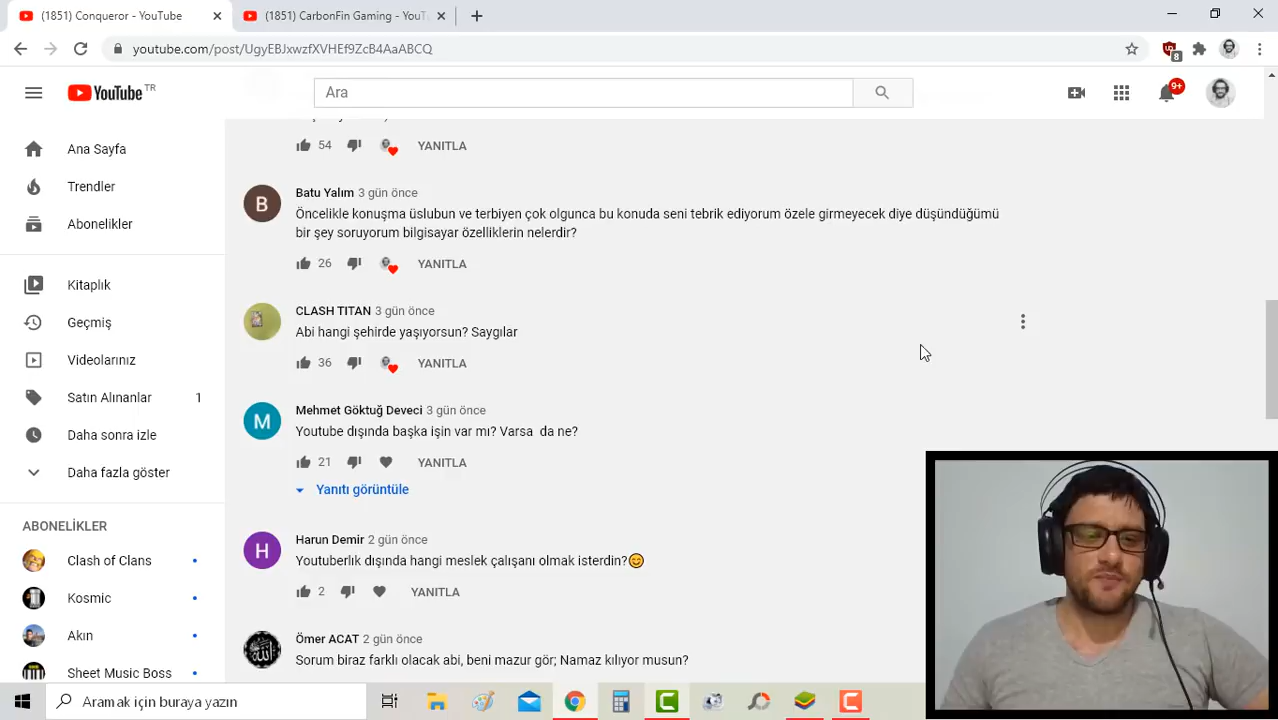 (1851) Conqueror - YouTube
(1851) CarbonFin Gaming - YouT
youtube.com/post/UgyEBJxwzfXVHEf9ZcB4AaABCQ
8
YouTube TR
Ara
9+
Ana Sayfa
Trendler
Abonelikler
Kitaplık
Geçmiş
Videolarınız
Satın Alınanlar 1
Daha sonra izle
Daha fazla göster
ABONELİKLER
Clash of Clans
Kosmic
Akın
Sheet Music Boss
54 YANITLA
B
Batu Yalım 3 gün önce
Öncelikle konuşma üslubun ve terbiyen çok olgunca bu konuda seni tebrik ediyorum özele girmeyecek diye düşündüğümü
bir şey soruyorum bilgisayar özelliklerin nelerdir?
26 YANITLA
CLASH TITAN 3 gün önce
Abi hangi şehirde yaşıyorsun? Saygılar
36 YANITLA
M
Mehmet Göktuğ Deveci 3 gün önce
Youtube dışında başka işin var mı? Varsa da ne?
21 YANITLA
Yanıtı görüntüle
H
Harun Demir 2 gün önce
Youtuberlık dışında hangi meslek çalışanı olmak isterdin?😊
2 YANITLA
Ömer ACAT 2 gün önce
Sorum biraz farklı olacak abi, beni mazur gör; Namaz kılıyor musun?
Aramak için buraya yazın